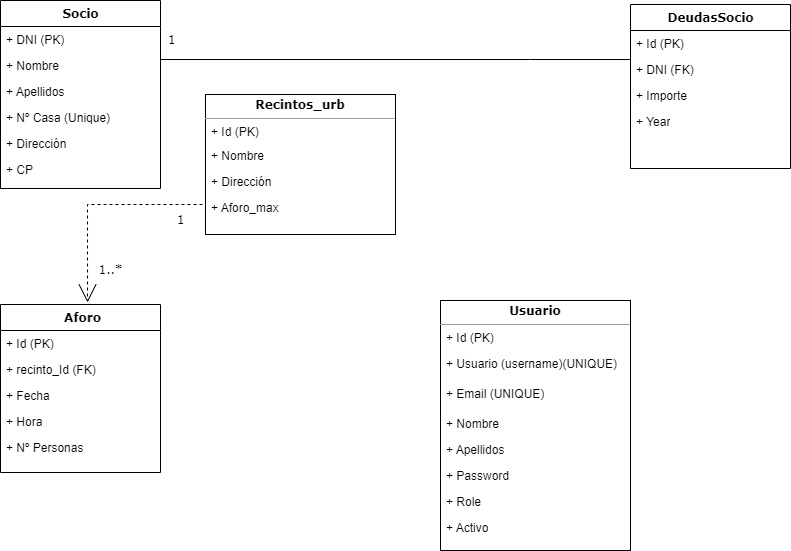 Socio
+ DNI (PK)
+ Nombre
+ Apellidos
+ Nº Casa (Unique)
+ Dirección
+ CP
1
DeudasSocio
+ Id (PK)
+ DNI (FK)
+ Importe
+ Year
Recintos_urb
+ Id (PK)
+ Nombre
+ Dirección
+ Aforo_max
1
1..*
Aforo
+ Id (PK)
+ recinto_Id (FK)
+ Fecha
+ Hora
+ Nº Personas
Usuario
+ Id (PK)
+ Usuario (username)(UNIQUE)
+ Email (UNIQUE)
+ Nombre
+ Apellidos
+ Password
+ Role
+ Activo